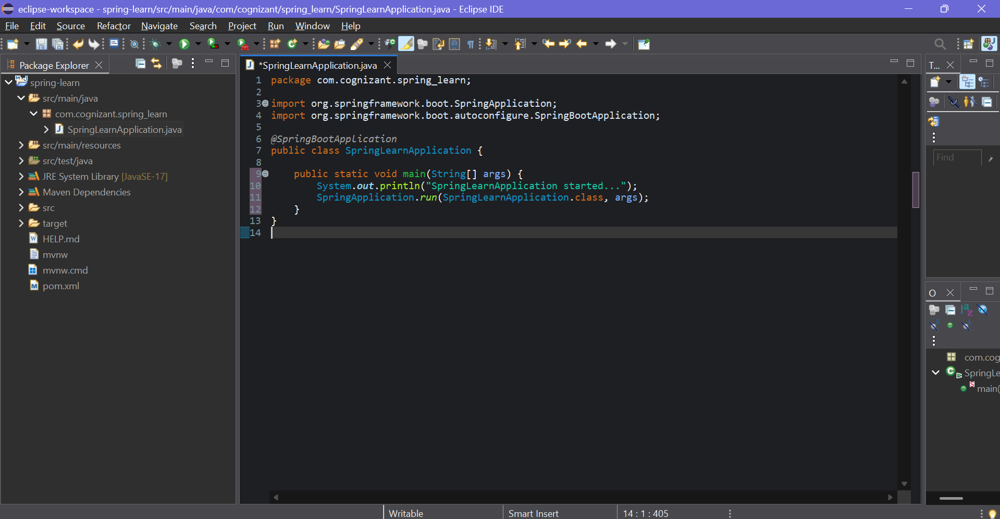 eclipse-workspace - spring-learn/src/main/java/com/cognizant/spring_learn/SpringLearnApplication.java - Eclipse IDE
File Edit Source Refactor Navigate Search Project Run Window Help
Package Explorer
spring-learn
src/main/java
com.cognizant.spring_learn
SpringLearnApplication.java
src/main/resources
src/test/java
JRE System Library [JavaSE-17]
Maven Dependencies
src
target
HELP.md
mvnw
mvnw.cmd
pom.xml
*SpringLearnApplication.java
1 package com.cognizant.spring_learn;
2
3 import org.springframework.boot.SpringApplication;
4 import org.springframework.boot.autoconfigure.SpringBootApplication;
5
6 @SpringBootApplication
7 public class SpringLearnApplication {
8
9 public static void main(String[] args) {
10 System.out.println("SpringLearnApplication started...");
11 SpringApplication.run(SpringLearnApplication.class, args);
12 }
13 }
14
T...
Find
O
com.cog
SpringLe
main(
Writable Smart Insert 14 : 1 : 405